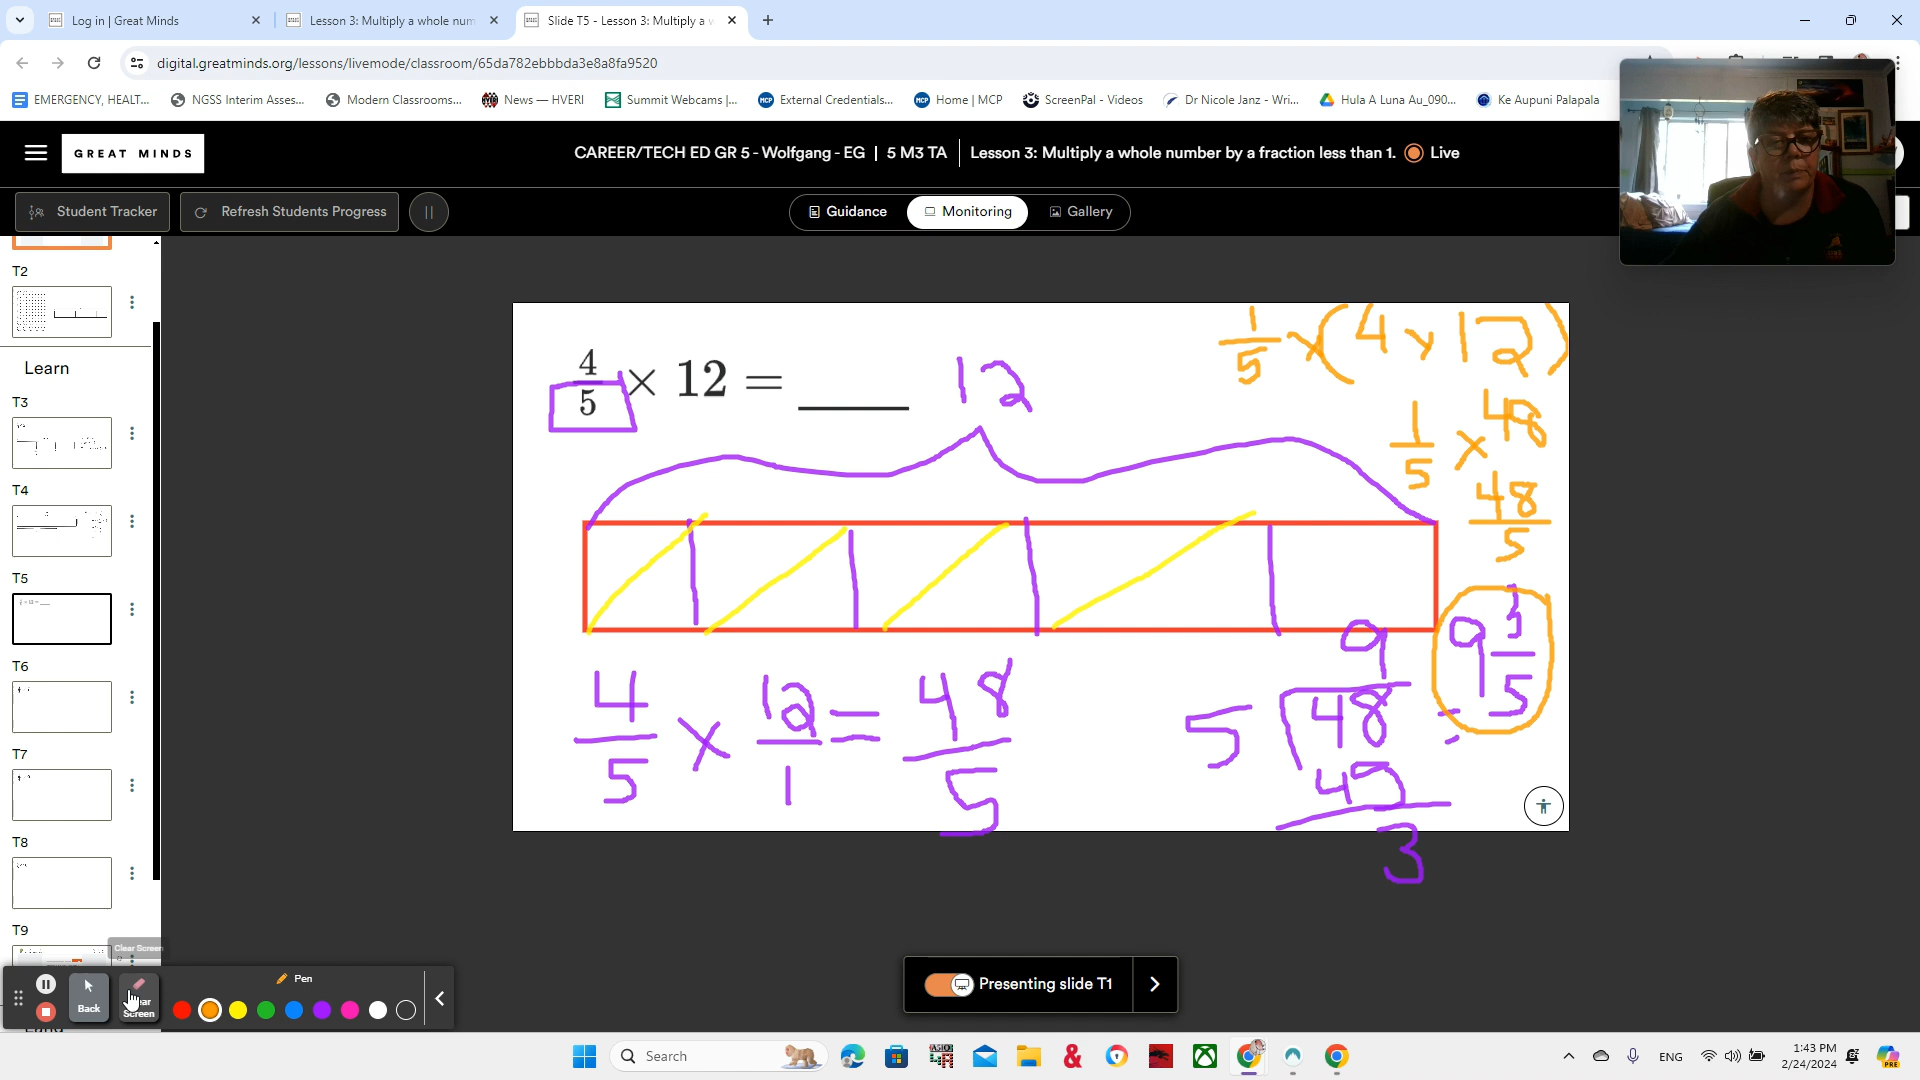 Log in | Great Minds
Lesson 3: Multiply a whole num
Slide T5 - Lesson 3: Multiply a w
digital.greatminds.org/lessons/livemode/classroom/65da782ebbbda3e8a8fa9520
EMERGENCY, HEALT...
NGSS Interim Asses...
Modern Classrooms...
News — HVERI
Summit Webcams |...
External Credentials...
Home | MCP
ScreenPal - Videos
Dr Nicole Janz - Wri...
Hula A Luna Au_090...
Ke Aupuni Palapala
GREAT MINDS
CAREER/TECH ED GR 5 - Wolfgang - EG | 5 M3 TA
Lesson 3: Multiply a whole number by a fraction less than 1.
Live
Student Tracker
Refresh Students Progress
Guidance
Monitoring
Gallery
T2
Learn
T3
T4
T5
T6
T7
T8
T9
4/5 × 12 = ____
12
1/5 × (4 × 12)
1/5 × 48
48/5
9 3/5
4/5 × 12/1 = 48/5
9
5 48 =
45
3
Presenting slide T1
Clear Screen
Pen
Back
Clear Screen
Search
ENG
1:43 PM
2/24/2024
PRE